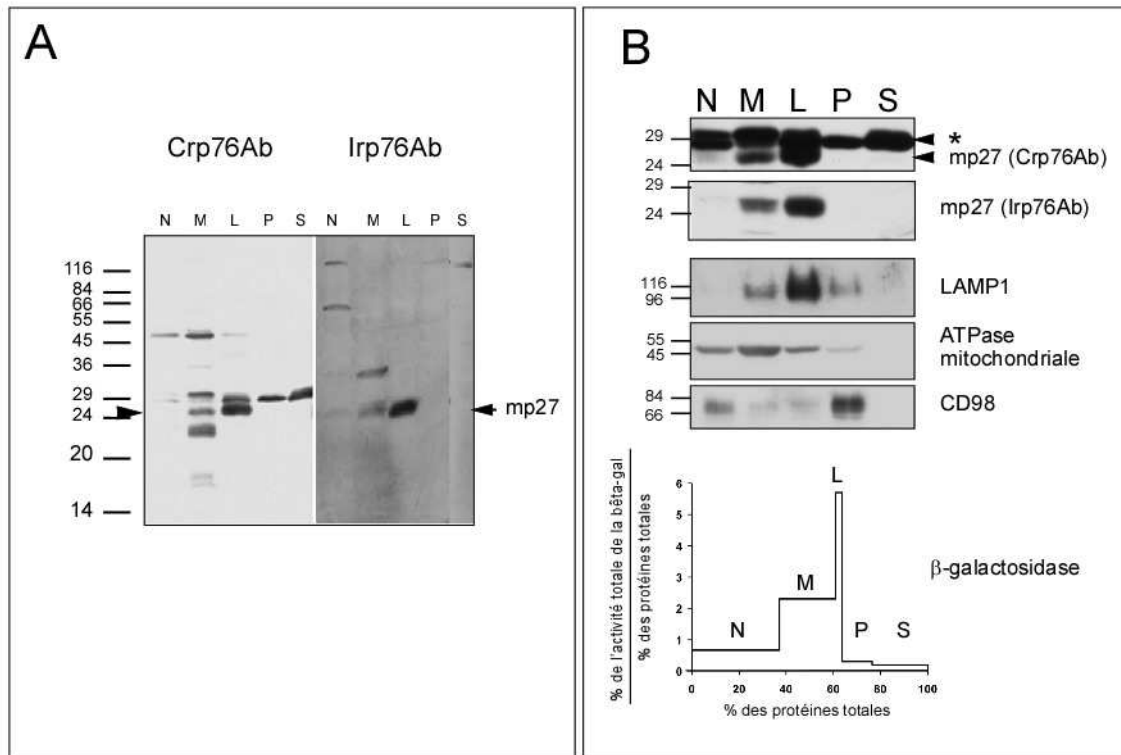 A
Crp76Ab Irp76Ab
N M L P S N M L P S
116
84
66
55
45
36
29
24
20
14
mp27
B
N M L P S
29
24
*
mp27 (Crp76Ab)
29
24
mp27 (Irp76Ab)
116
96
LAMP1
55
45
ATPase
mitochondriale
84
66
CD98
% de l'activité totale de la bêta-gal
% des protéines totales
6
5
4
3
2
1
0
N M L P S
β-galactosidase
0 20 40 60 80 100
% des protéines totales